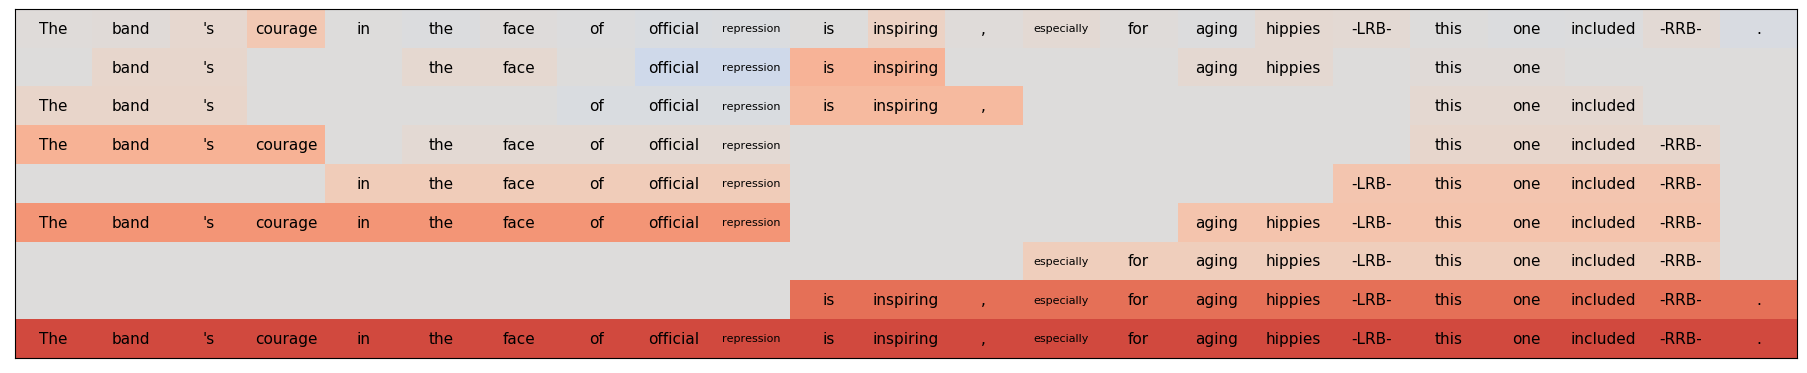 The band 's courage in the face of official repression is inspiring , especially for aging hippies -LRB- this one included -RRB- .
band 's the face official repression is inspiring aging hippies this one
The band 's of official repression is inspiring , this one included
The band 's courage the face of official repression this one included -RRB-
in the face of official repression -LRB- this one included -RRB-
The band 's courage in the face of official repression aging hippies -LRB- this one included -RRB-
especially for aging hippies -LRB- this one included -RRB-
is inspiring , especially for aging hippies -LRB- this one included -RRB- .
The band 's courage in the face of official repression is inspiring , especially for aging hippies -LRB- this one included -RRB- .